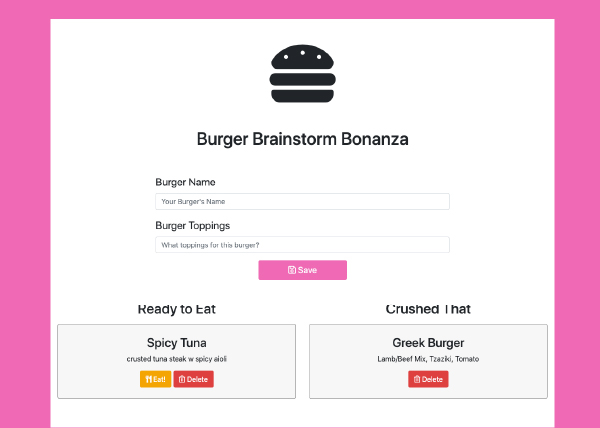 Burger Brainstorm Bonanza
Burger Name
Your Burger's Name
Burger Toppings
What toppings for this burger?
Save
Ready to Eat
Crushed That
Spicy Tuna
crusted tuna steak w spicy aioli
Eat! Delete
Greek Burger
Lamb/Beef Mix, Tzaziki, Tomato
Delete